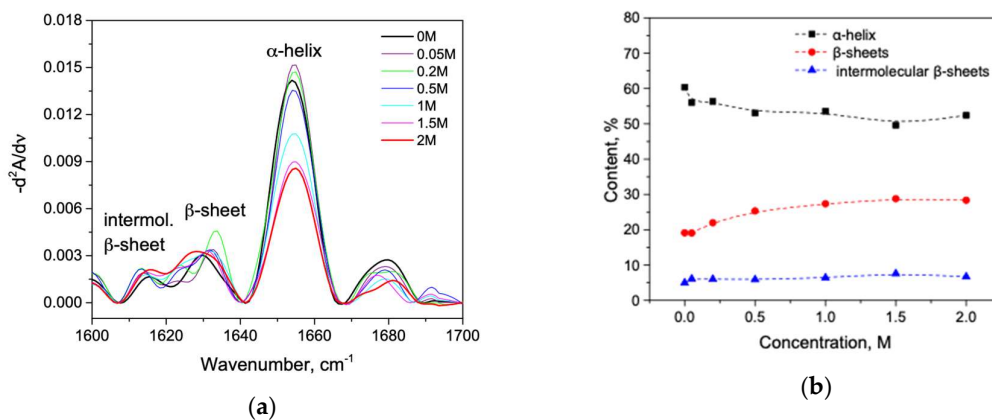 0.018
0.015
0.012
0.009
0.006
0.003
0.000
-d²A/dν
α-helix
0M
0.05M
0.2M
0.5M
1M
1.5M
2M
intermol.
β-sheet
β-sheet
1600
1620
1640
1660
1680
1700
Wavenumber, cm⁻¹
(a)
80
70
60
50
40
30
20
10
0
Content, %
α-helix
β-sheets
intermolecular β-sheets
0.0
0.5
1.0
1.5
2.0
Concentration, M
(b)